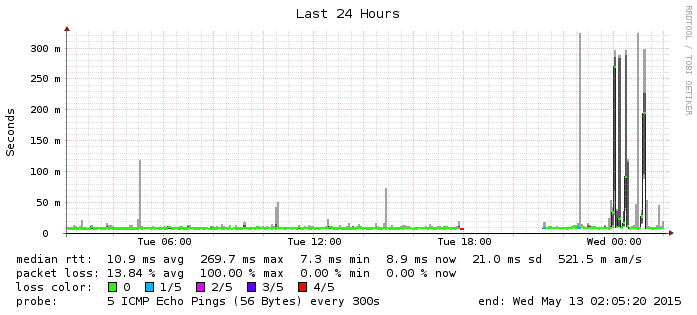 Last 24 Hours
RRDTOOL / TOBI OETIKER
Seconds
300 m
250 m
200 m
150 m
100 m
50 m
0
Tue 06:00 Tue 12:00 Tue 18:00 Wed 00:00
median rtt: 10.9 ms avg 269.7 ms max 7.3 ms min 8.9 ms now 21.0 ms sd 521.5 m am/s
packet loss: 13.84 % avg 100.00 % max 0.00 % min 0.00 % now
loss color: 0 1/5 2/5 3/5 4/5
probe: 5 ICMP Echo Pings (56 Bytes) every 300s end: Wed May 13 02:05:20 2015